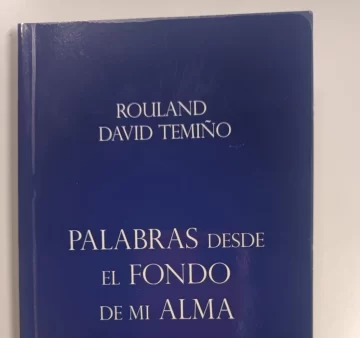 ROULAND
DAVID TEMIÑO
PALABRAS DESDE
EL FONDO
DE MI ALMA